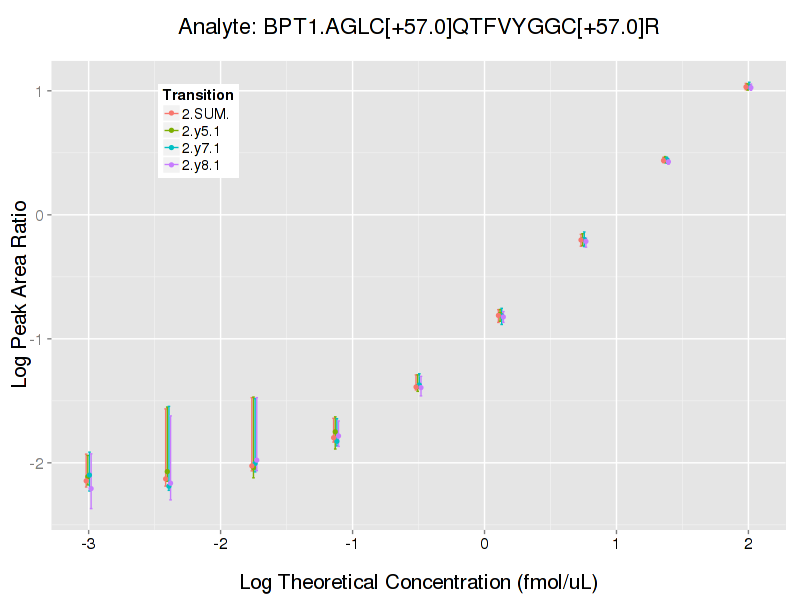 Analyte: BPT1.AGLC[+57.0]QTFVYGGC[+57.0]R
Transition
2.SUM.
2.y5.1
2.y7.1
2.y8.1
Log Peak Area Ratio
1
0
-1
-2
-3
-2
-1
0
1
2
Log Theoretical Concentration (fmol/uL)